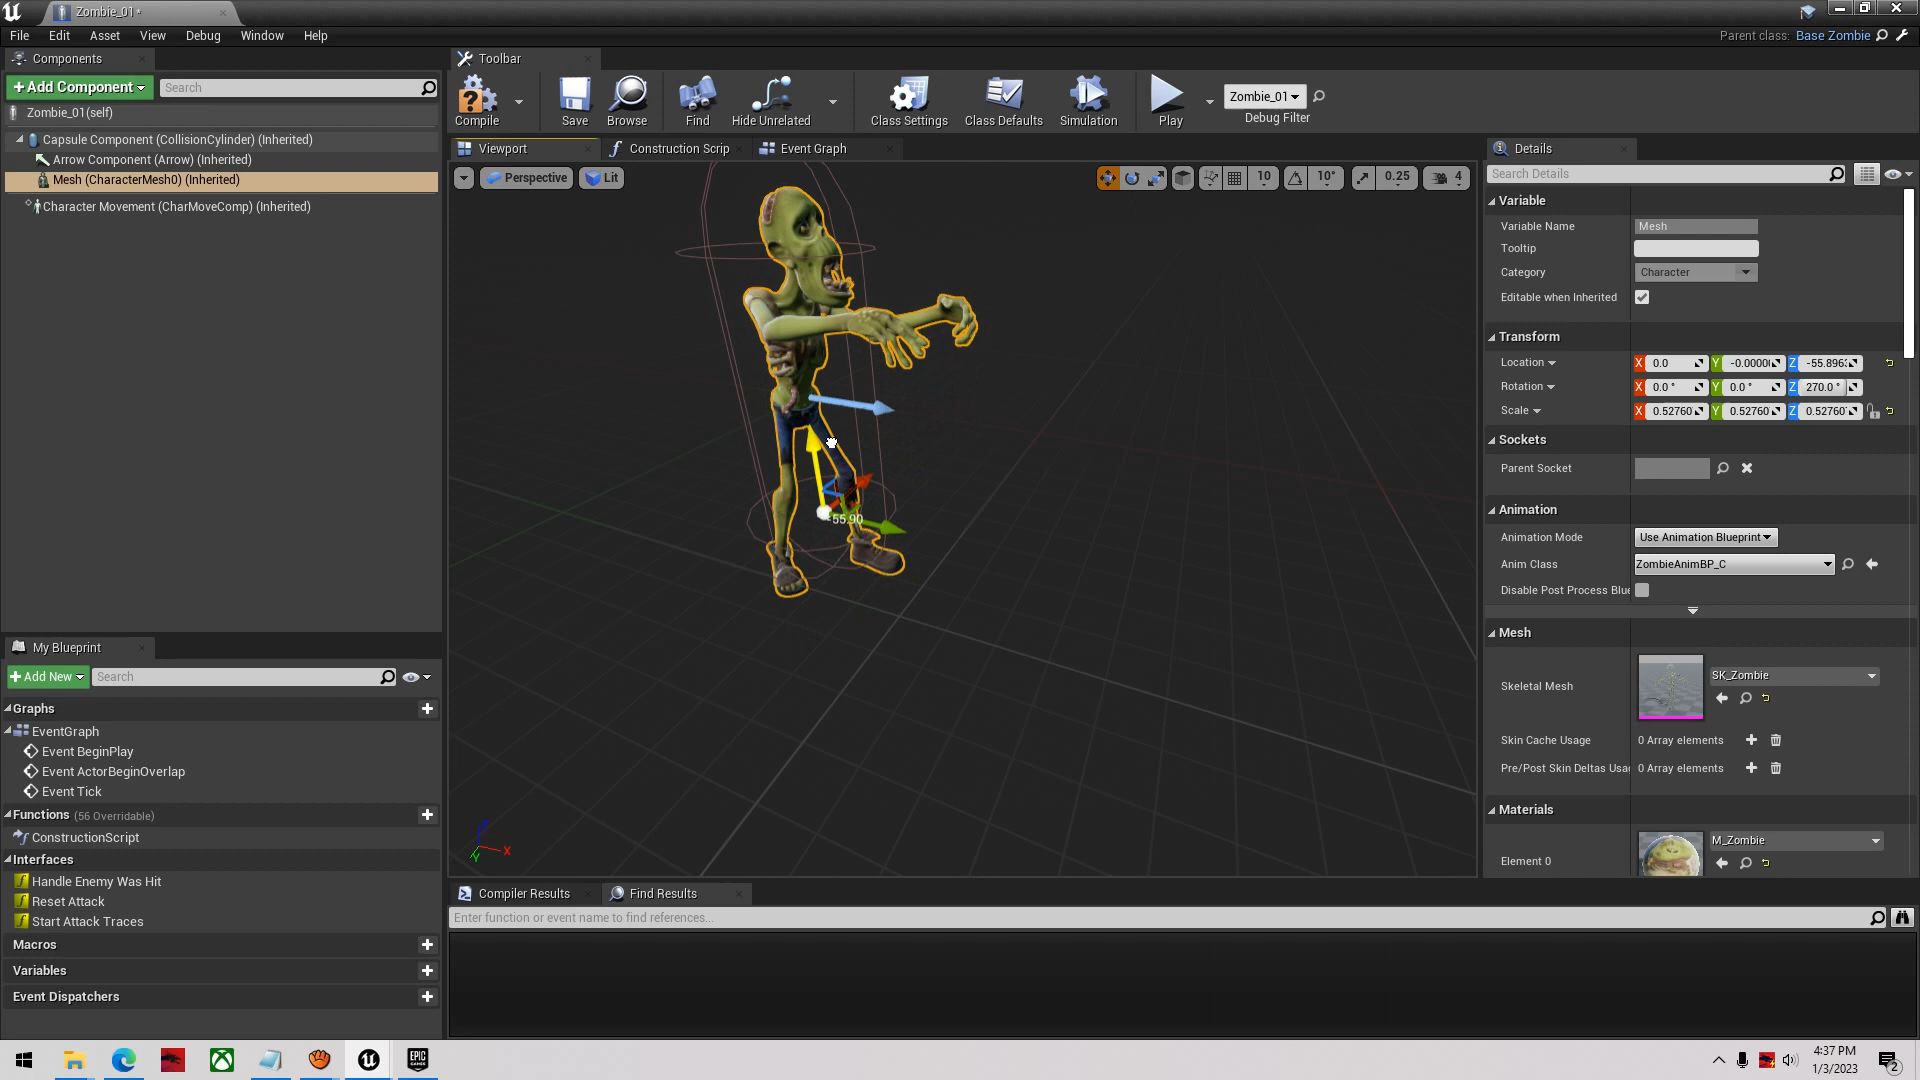 Zombie_01*
File Edit Asset View Debug Window Help
Parent class: Base Zombie
Components
Toolbar
+ Add Component
Search
Zombie_01(self)
Capsule Component (CollisionCylinder) (Inherited)
Arrow Component (Arrow) (Inherited)
Mesh (CharacterMesh0) (Inherited)
Character Movement (CharMoveComp) (Inherited)
Compile
Save
Browse
Find
Hide Unrelated
Class Settings
Class Defaults
Simulation
Play
Zombie_01
Debug Filter
Viewport
Construction Scrip
Event Graph
Perspective
Lit
10
10°
0.25
4
-55.90
Z
X
Y
Details
Search Details
Variable
Variable Name Mesh
Tooltip
Category Character
Editable when Inherited
Transform
Location X 0.0 Y -0.0000 Z -55.896
Rotation X 0.0 ° Y 0.0 ° Z 270.0 °
Scale X 0.52760 Y 0.52760 Z 0.52760
Sockets
Parent Socket
Animation
Animation Mode Use Animation Blueprint
Anim Class ZombieAnimBP_C
Disable Post Process Blue
Mesh
Skeletal Mesh SK_Zombie
Skin Cache Usage 0 Array elements
Pre/Post Skin Deltas Usag 0 Array elements
Materials
Element 0 M_Zombie
My Blueprint
+ Add New
Search
Graphs
EventGraph
Event BeginPlay
Event ActorBeginOverlap
Event Tick
Functions (56 Overridable)
ConstructionScript
Interfaces
Handle Enemy Was Hit
Reset Attack
Start Attack Traces
Macros
Variables
Event Dispatchers
Compiler Results
Find Results
Enter function or event name to find references...
EPIC
GAMES
4:37 PM
1/3/2023
2